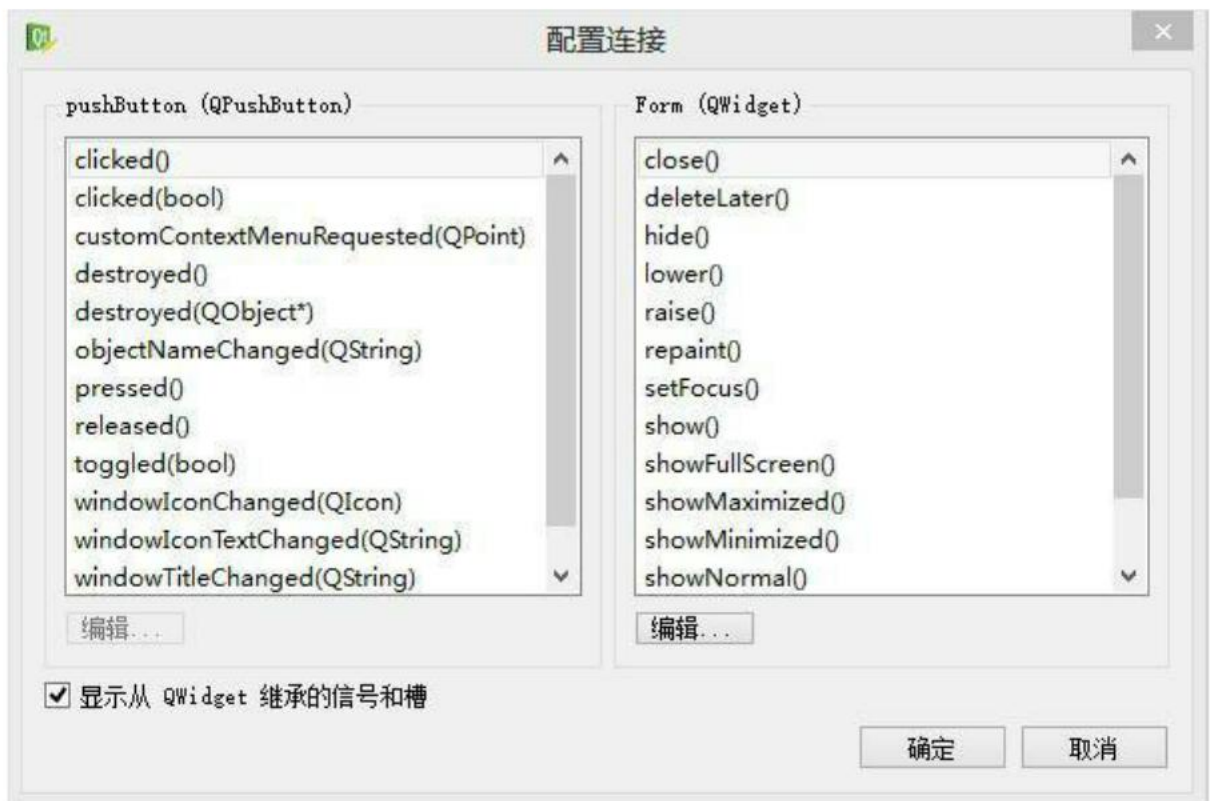 配置连接
pushButton (QPushButton)
clicked()
clicked(bool)
customContextMenuRequested(QPoint)
destroyed()
destroyed(QObject*)
objectNameChanged(QString)
pressed()
released()
toggled(bool)
windowIconChanged(QIcon)
windowIconTextChanged(QString)
windowTitleChanged(QString)
编辑...
Form (QWidget)
close()
deleteLater()
hide()
lower()
raise()
repaint()
setFocus()
show()
showFullScreen()
showMaximized()
showMinimized()
showNormal()
编辑...
显示从 QWidget 继承的信号和槽
确定
取消